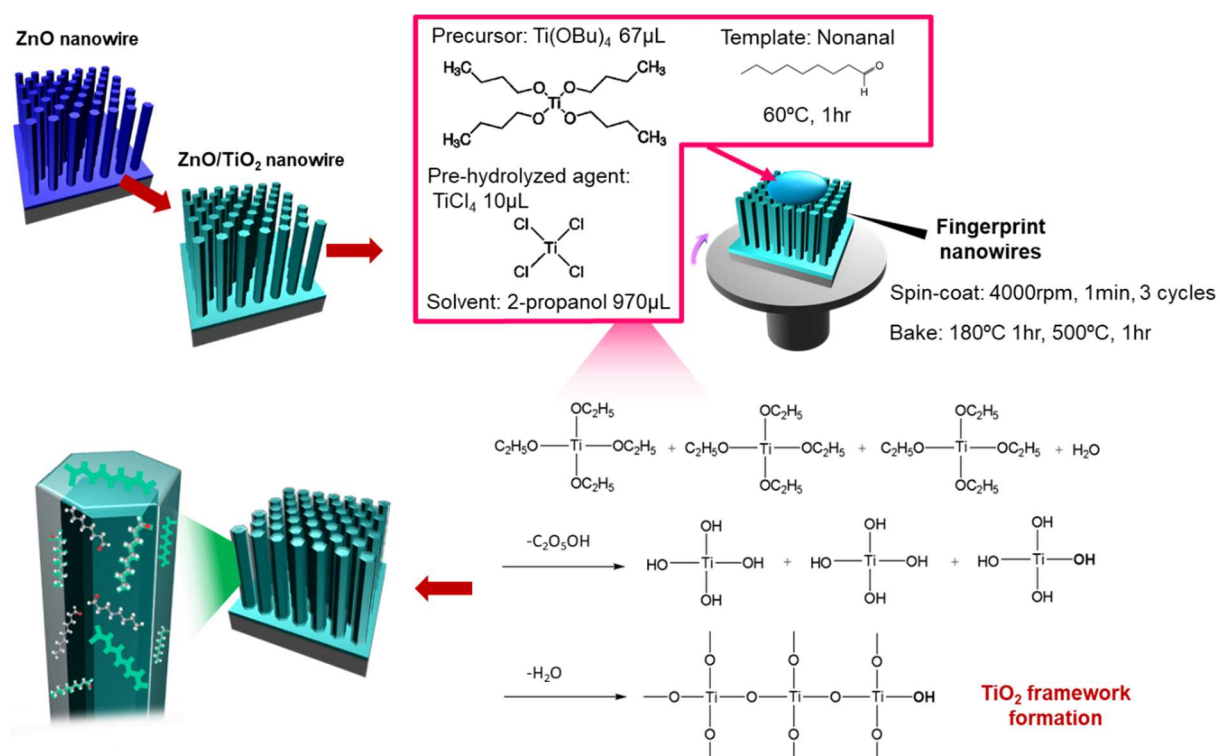 ZnO nanowire
ZnO/TiO₂ nanowire
Precursor: Ti(OBu)₄ 67µL
H₃C
CH₃
O
O
Ti
O
O
H₃C
CH₃
Pre-hydrolyzed agent:
TiCl₄ 10µL
Cl
Cl
Ti
Cl
Cl
Solvent: 2-propanol 970µL
Template: Nonanal
O
H
60ºC, 1hr
Fingerprint
nanowires
Spin-coat: 4000rpm, 1min, 3 cycles
Bake: 180ºC 1hr, 500ºC, 1hr
OC₂H₅ OC₂H₅ OC₂H₅
C₂H₅O—Ti—OC₂H₅ + C₂H₅O—Ti—OC₂H₅ + C₂H₅O—Ti—OC₂H₅ + H₂O
OC₂H₅ OC₂H₅ OC₂H₅
-C₂O₅OH
OH OH OH
HO—Ti—OH + HO—Ti—OH + HO—Ti—OH
OH OH OH
-H₂O
O O O
—O—Ti—O—Ti—O—Ti—OH
O O O
TiO₂ framework
formation